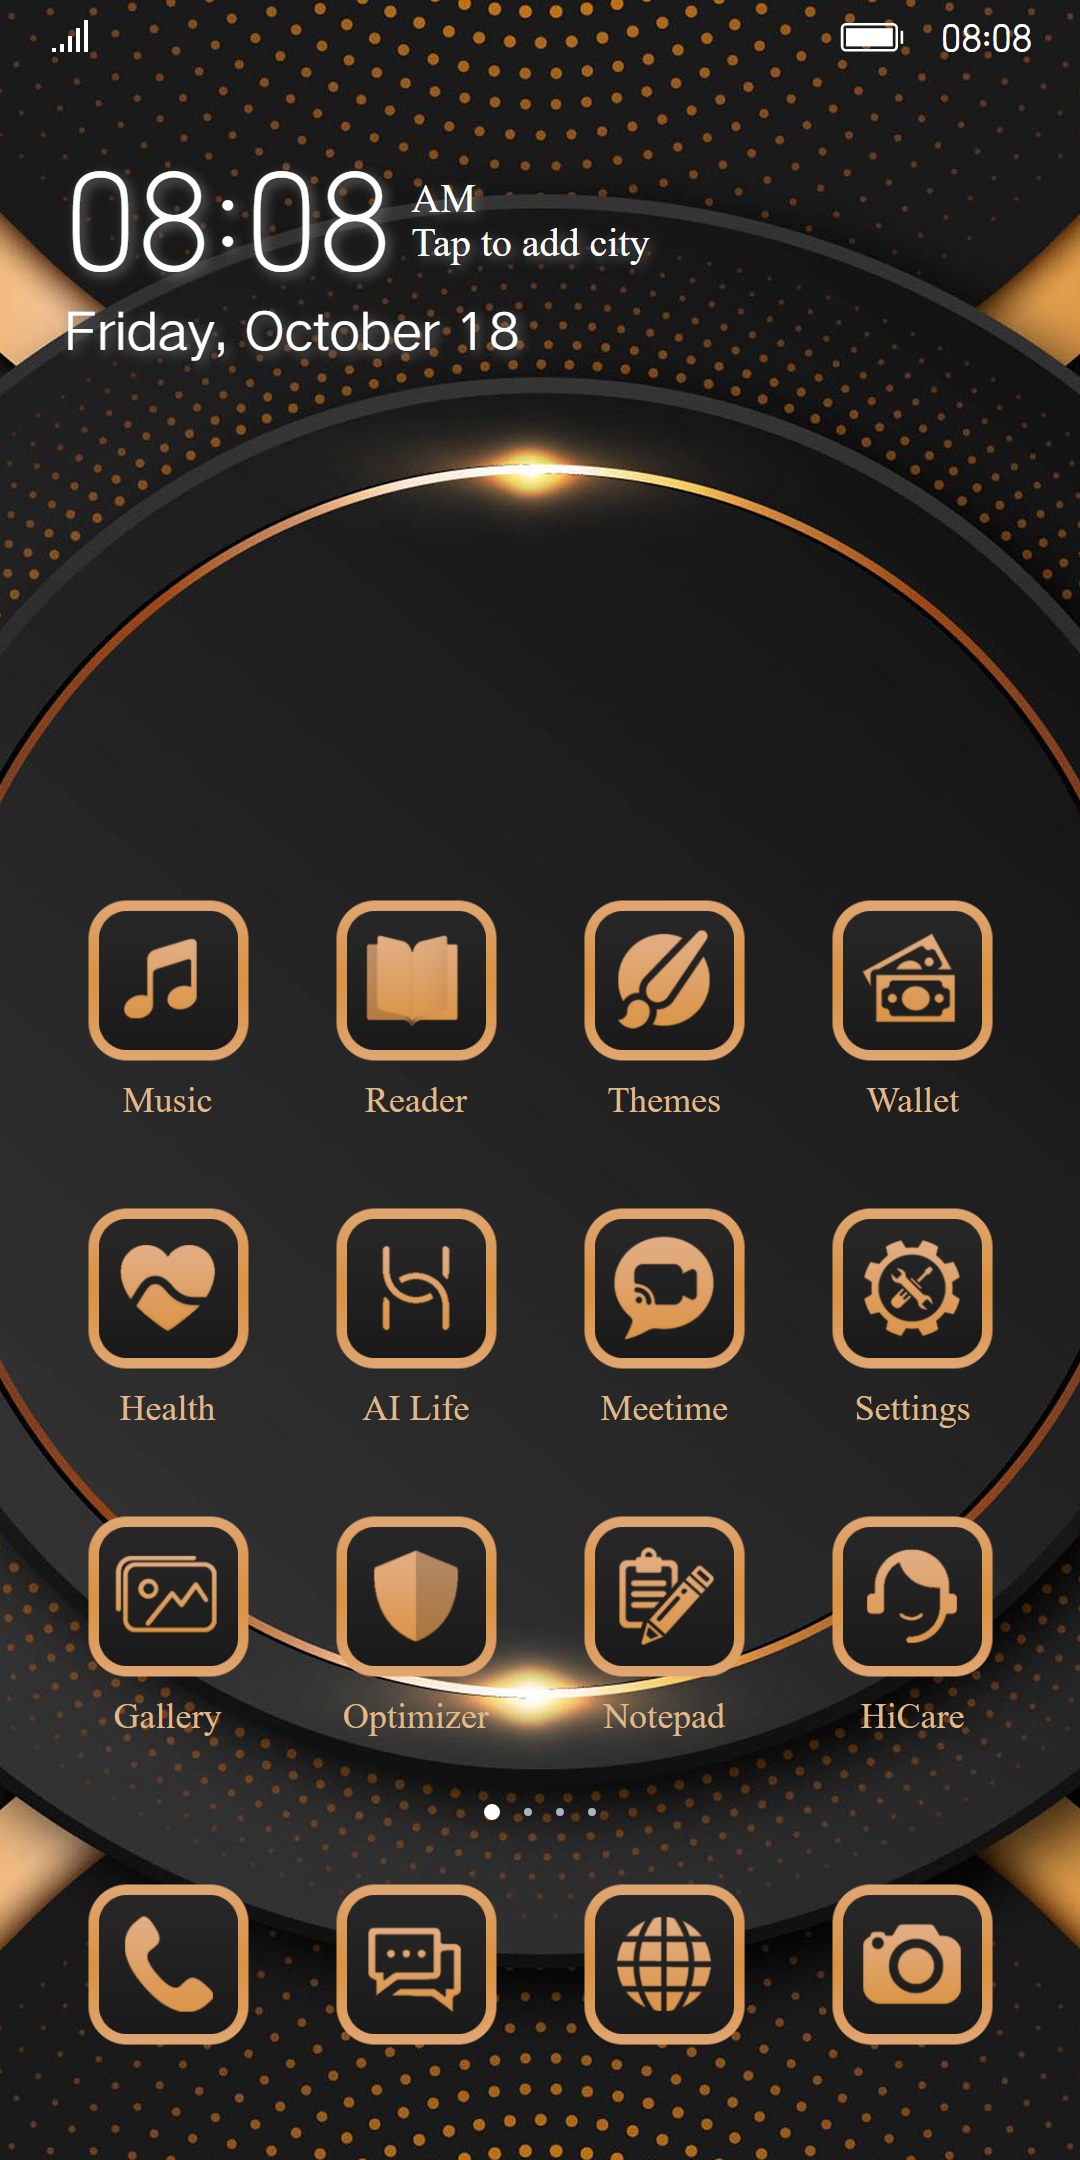 08:08
08:08 AM
Tap to add city
Friday, October 18
Music Reader Themes Wallet
Health AI Life Meetime Settings
Gallery Optimizer Notepad HiCare